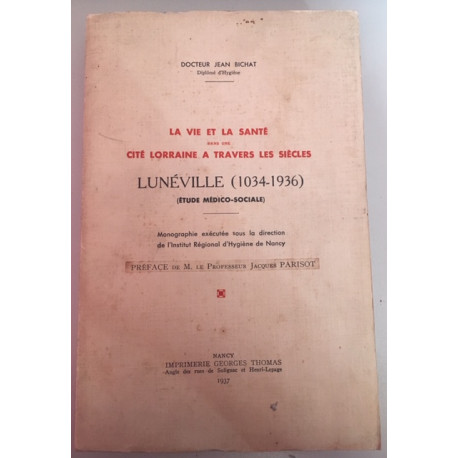 DOCTEUR JEAN BICHAT
Diplômé d'Hygiène
LA VIE ET LA SANTÉ
DANS UNE
CITÉ LORRAINE A TRAVERS LES SIÈCLES
LUNÉVILLE (1034-1936)
(ÉTUDE MÉDICO-SOCIALE)
Monographie exécutée sous la direction
de l'Institut Régional d'Hygiène de Nancy
PRÉFACE DE M. LE PROFESSEUR JACQUES PARISOT
NANCY
IMPRIMERIE GEORGES THOMAS
Angle des rues de Solignac et Henri-Lepage
1937